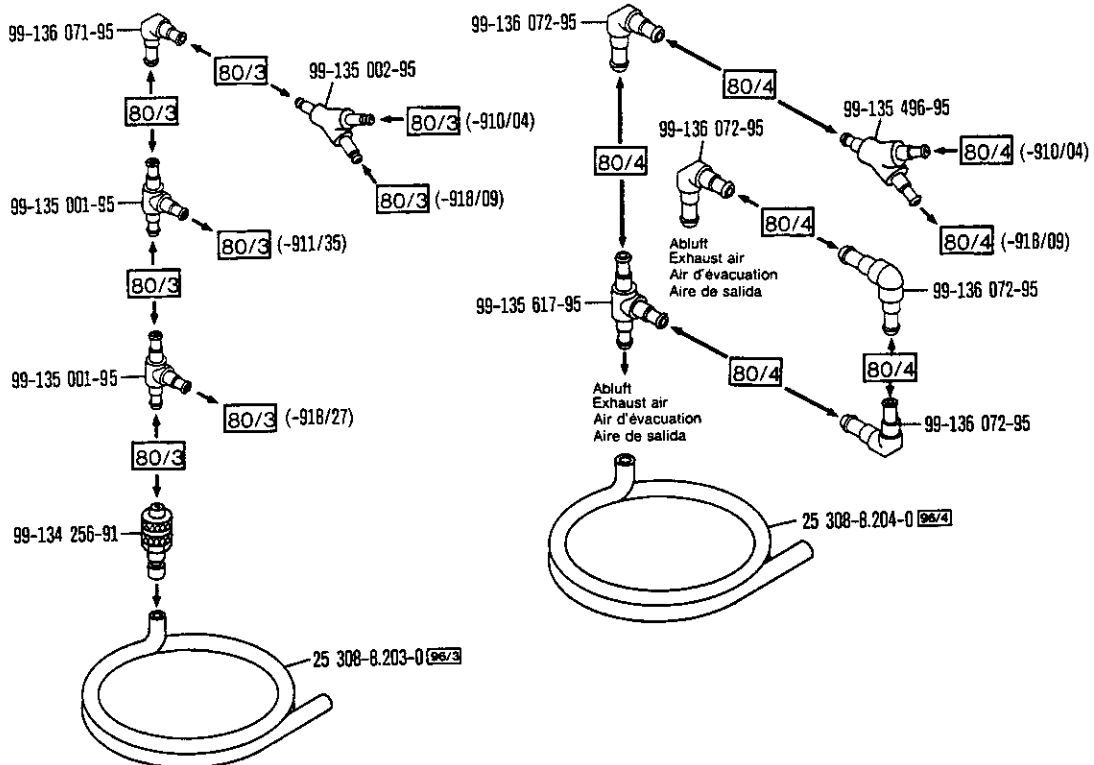 99-136 071-95
80/3
99-135 002-95
80/3
80/3 (-910/04)
80/3 (-918/09)
99-135 001-95
80/3 (-911/35)
80/3
99-135 001-95
80/3 (-918/27)
80/3
99-134 256-91
25 308-8.203-0 96/3
99-136 072-95
80/4
99-135 496-95
99-136 072-95
80/4 (-910/04)
80/4
80/4
80/4 (-918/09)
Abluft
Exhaust air
Air d'évacuation
Aire de salida
99-136 072-95
99-135 617-95
80/4
80/4
Abluft
Exhaust air
Air d'évacuation
Aire de salida
99-136 072-95
25 308-8.204-0 96/4